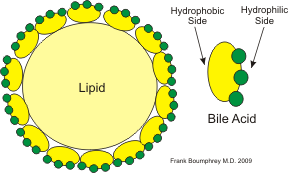 Hydrophobic Hydrophilic
Side Side
Lipid
Bile Acid
Frank Boumphrey M.D. 2009